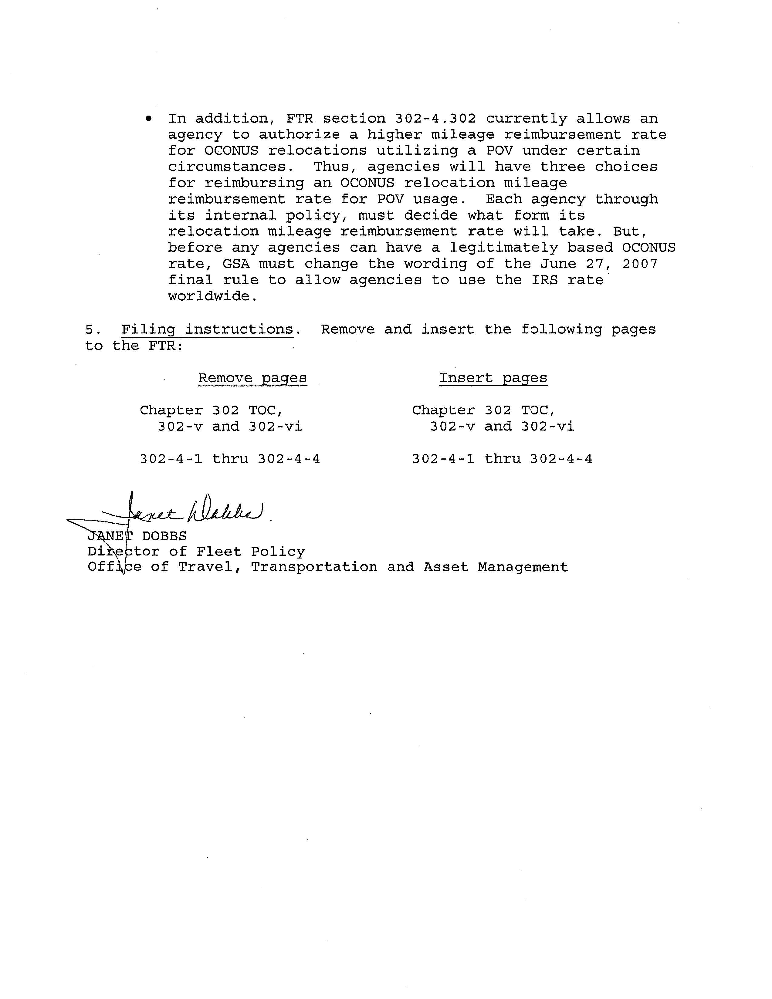 • In addition, FTR section 302-4.302 currently allows an
agency to authorize a higher mileage reimbursement rate
for OCONUS relocations utilizing a POV under certain
circumstances. Thus, agencies will have three choices
for reimbursing an OCONUS relocation mileage
reimbursement rate for POV usage. Each agency through
its internal policy, must decide what form its
relocation mileage reimbursement rate will take. But,
before any agencies can have a legitimately based OCONUS
rate, GSA must change the wording of the June 27, 2007
final rule to allow agencies to use the IRS rate
worldwide.
5. Filing instructions. Remove and insert the following pages
to the FTR:
Remove pages Insert pages
Chapter 302 TOC, Chapter 302 TOC,
302-v and 302-vi 302-v and 302-vi
302-4-1 thru 302-4-4 302-4-1 thru 302-4-4
Janet Dobbs
JANET DOBBS
Director of Fleet Policy
Office of Travel, Transportation and Asset Management